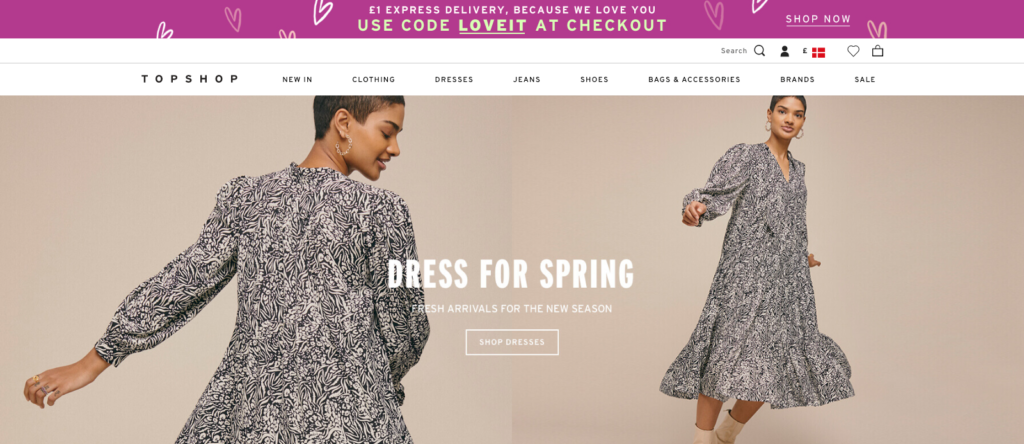 £1 EXPRESS DELIVERY, BECAUSE WE LOVE YOU
USE CODE LOVEIT AT CHECKOUT
SHOP NOW
Search
£
TOPSHOP
NEW IN
CLOTHING
DRESSES
JEANS
SHOES
BAGS & ACCESSORIES
BRANDS
SALE
DRESS FOR SPRING
FRESH ARRIVALS FOR THE NEW SEASON
SHOP DRESSES